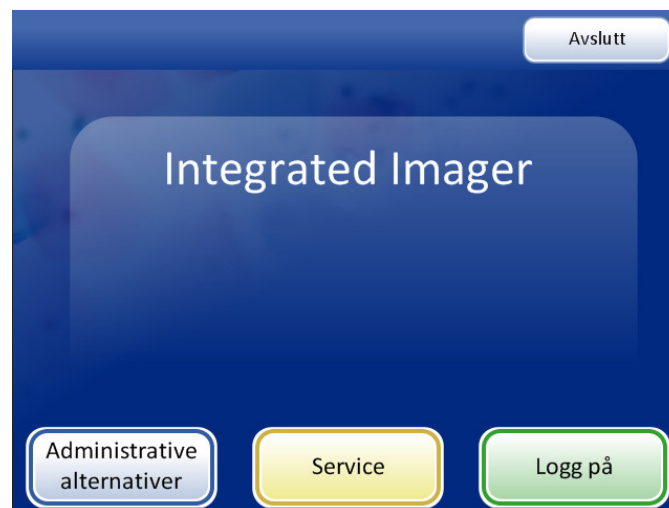 Avslutt
Integrated Imager
Administrative
alternativer
Service
Logg på